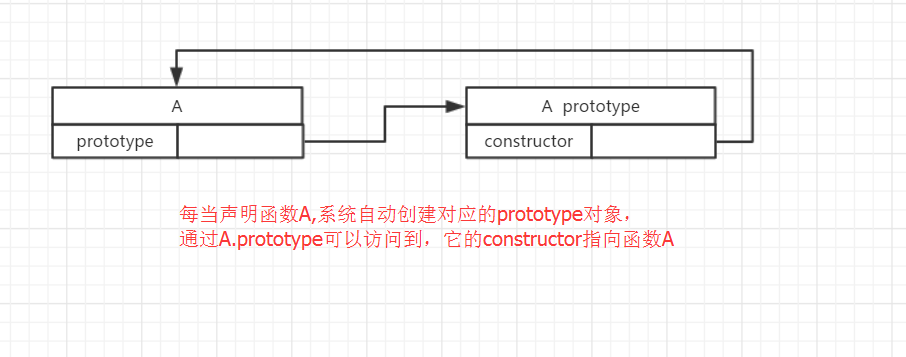 A
A prototype
prototype
constructor
每当声明函数A,系统自动创建对应的prototype对象，
通过A.prototype可以访问到，它的constructor指向函数A